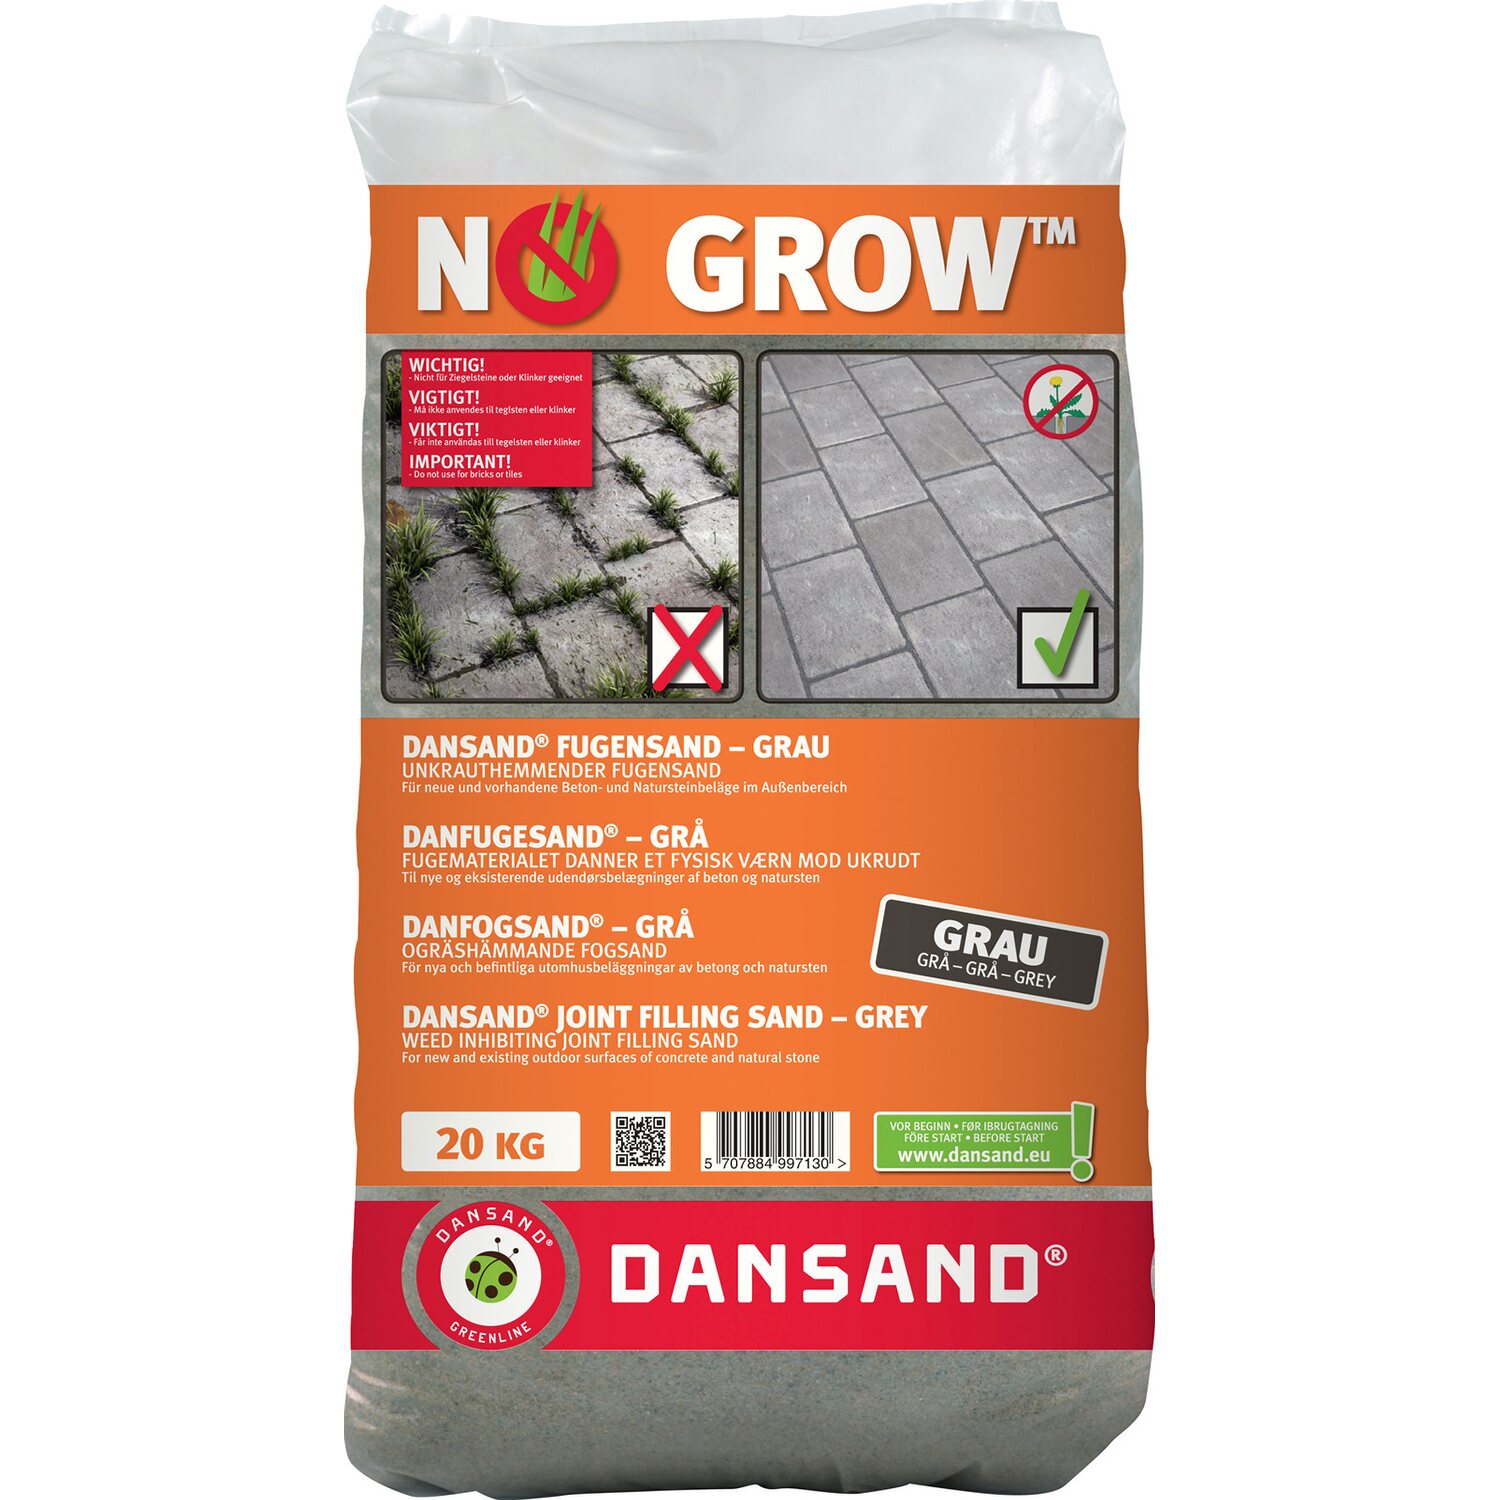 NO GROW™
WICHTIG!
- Nicht für Ziegelsteine oder Klinker geeignet
VIGTIGT!
- Må ikke anvendes til teglsten eller klinker
VIKTIGT!
- Får inte användas till tegelsten eller klinker
IMPORTANT!
- Do not use for bricks or tiles
DANSAND® FUGENSAND – GRAU
UNKRAUTHEMMENDER FUGENSAND
Für neue und vorhandene Beton- und Natursteinbeläge im Außenbereich
DANFUGESAND® – GRÅ
FUGEMATERIALET DANNER ET FYSISK VÆRN MOD UKRUDT
Til nye og eksisterende udendørsbelægninger af beton og natursten
DANFOGSAND® – GRÅ
OGRÄSHÄMMANDE FOGSAND
För nya och befintliga utomhusbeläggningar av betong och natursten
GRAU
GRÅ – GRÅ – GREY
DANSAND® JOINT FILLING SAND – GREY
WEED INHIBITING JOINT FILLING SAND
For new and existing outdoor surfaces of concrete and natural stone
20 KG
5 707884 997130 >
VOR BEGINN • FØR IBRUGTAGNING
FÖRE START • BEFORE START
www.dansand.eu
DANSAND®
GREENLINE
DANSAND®